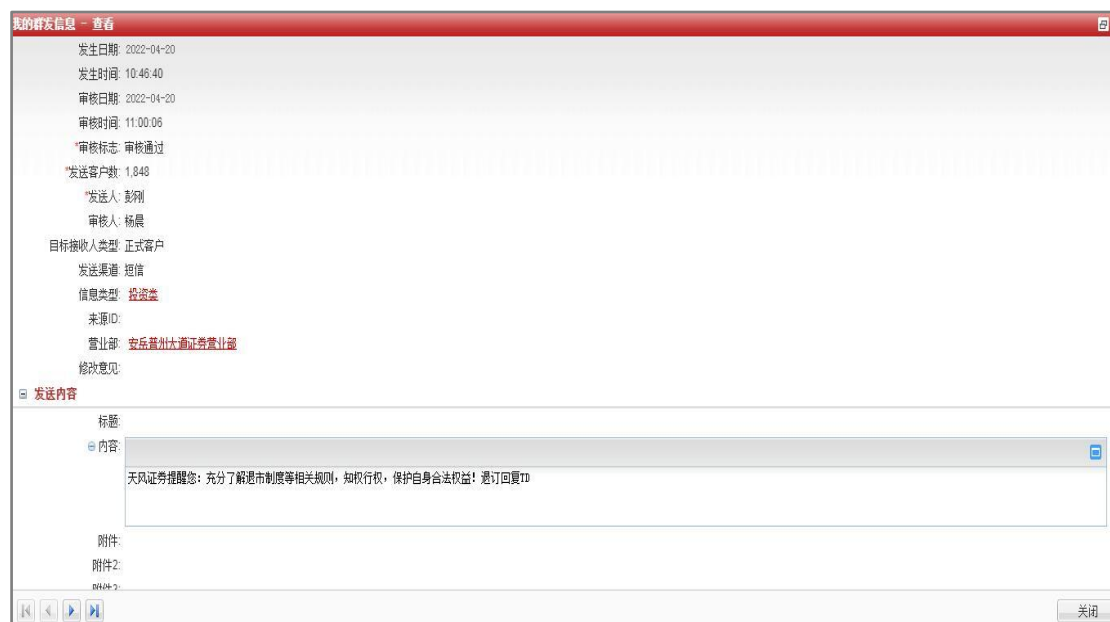 我的群发信息 - 查看
发生日期: 2022-04-20
发生时间: 10:46:40
审核日期: 2022-04-20
审核时间: 11:00:06
*审核标志: 审核通过
*发送客户数: 1,848
*发送人: 彭刚
审核人: 杨晨
目标接收人类型: 正式客户
发送渠道: 短信
信息类型: 投资类
来源ID:
营业部: 安岳普州大道证券营业部
修改意见:
发送内容
标题:
内容:
天风证券提醒您: 充分了解退市制度等相关规则, 知权行权, 保护自身合法权益! 退订回复TD
附件:
附件2:
附件3:
关闭